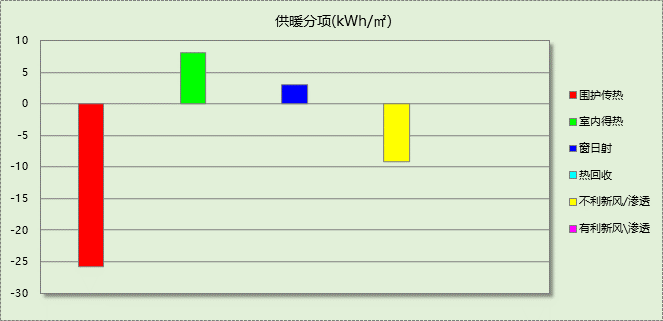 供暖分项(kWh/㎡)
10
5
0
-5
-10
-15
-20
-25
-30
围护传热
室内得热
窗日射
热回收
不利新风/渗透
有利新风\渗透